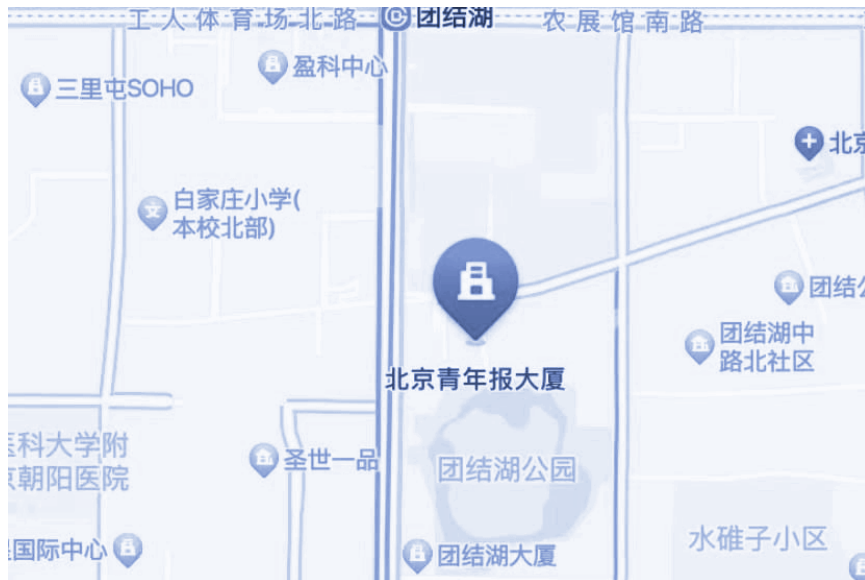 工人体育场北路
团结湖
农展馆南路
盈科中心
三里屯SOHO
北京
白家庄小学(
本校北部)
团结公
团结湖中
路北社区
北京青年报大厦
医科大学附
京朝阳医院
圣世一品
团结湖公园
水碓子小区
国际中心
团结湖大厦